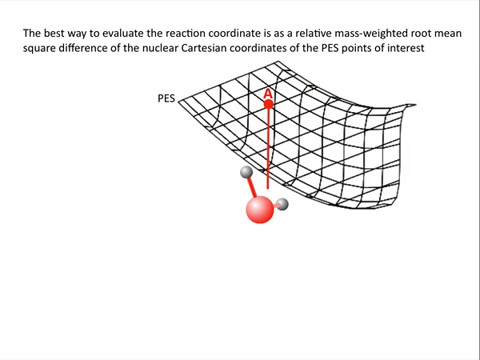 The best way to evaluate the reaction coordinate is as a relative mass-weighted root mean
square difference of the nuclear Cartesian coordinates of the PES points of interest
A
PES